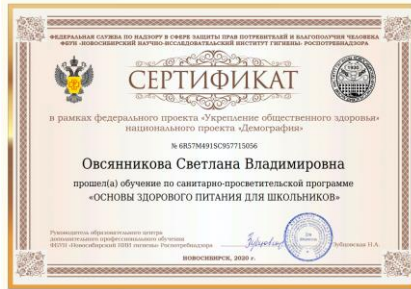 ФЕДЕРАЛЬНАЯ СЛУЖБА ПО НАДЗОРУ В СФЕРЕ ЗАЩИТЫ ПРАВ ПОТРЕБИТЕЛЕЙ И БЛАГОПОЛУЧИЯ ЧЕЛОВЕКА
ФБУН «НОВОСИБИРСКИЙ НАУЧНО-ИССЛЕДОВАТЕЛЬСКИЙ ИНСТИТУТ ГИГИЕНЫ» РОСПОТРЕБНАДЗОРА
СЕРТИФИКАТ
в рамках федерального проекта «Укрепление общественного здоровья»
национального проекта «Демография»
№ 6R57M491SC957715056
Овсянникова Светлана Владимировна
прошел(а) обучение по санитарно-просветительской программе
«ОСНОВЫ ЗДОРОВОГО ПИТАНИЯ ДЛЯ ШКОЛЬНИКОВ»
Руководитель образовательного центра
дополнительного профессионального обучения
ФБУН «Новосибирский НИИ гигиены» Роспотребнадзора
Зубцовская Н.А.
НОВОСИБИРСК, 2020 г.